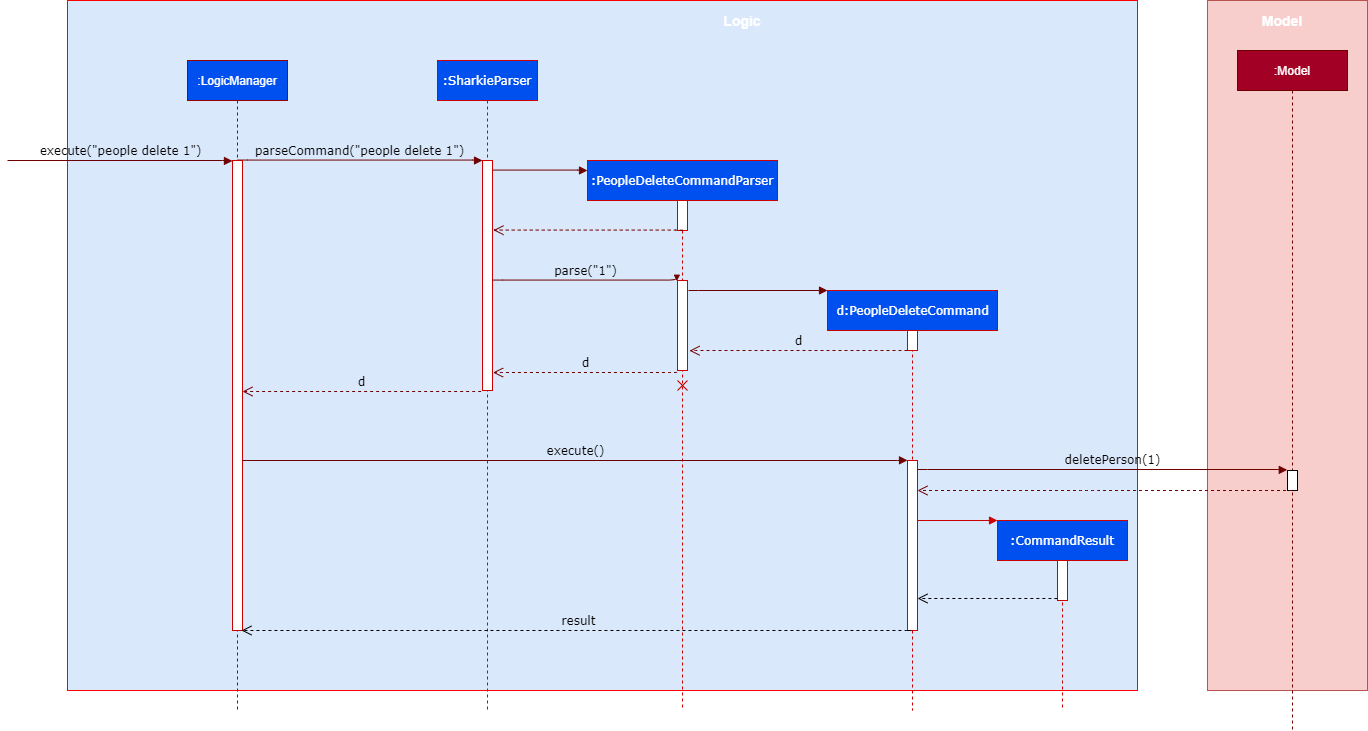 Logic
Model
:LogicManager
:SharkieParser
:Model
execute("people delete 1")
parseCommand("people delete 1")
:PeopleDeleteCommandParser
parse("1")
d:PeopleDeleteCommand
d
d
d
execute()
deletePerson(1)
:CommandResult
result